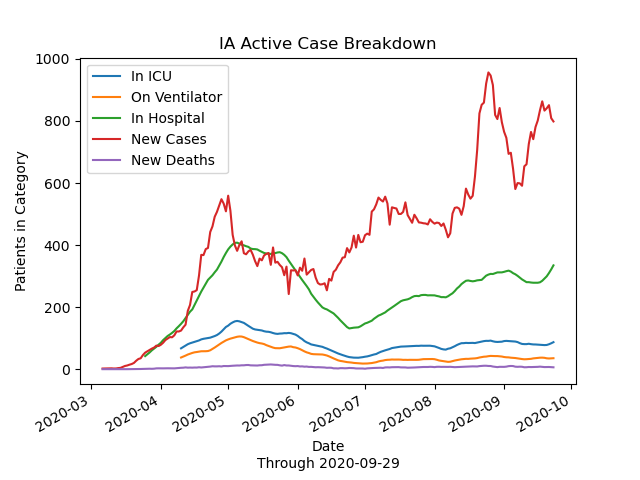 IA Active Case Breakdown
In ICU
On Ventilator
In Hospital
New Cases
New Deaths
Patients in Category
1000
800
600
400
200
0
2020-03
2020-04
2020-05
2020-06
2020-07
2020-08
2020-09
2020-10
Date
Through 2020-09-29